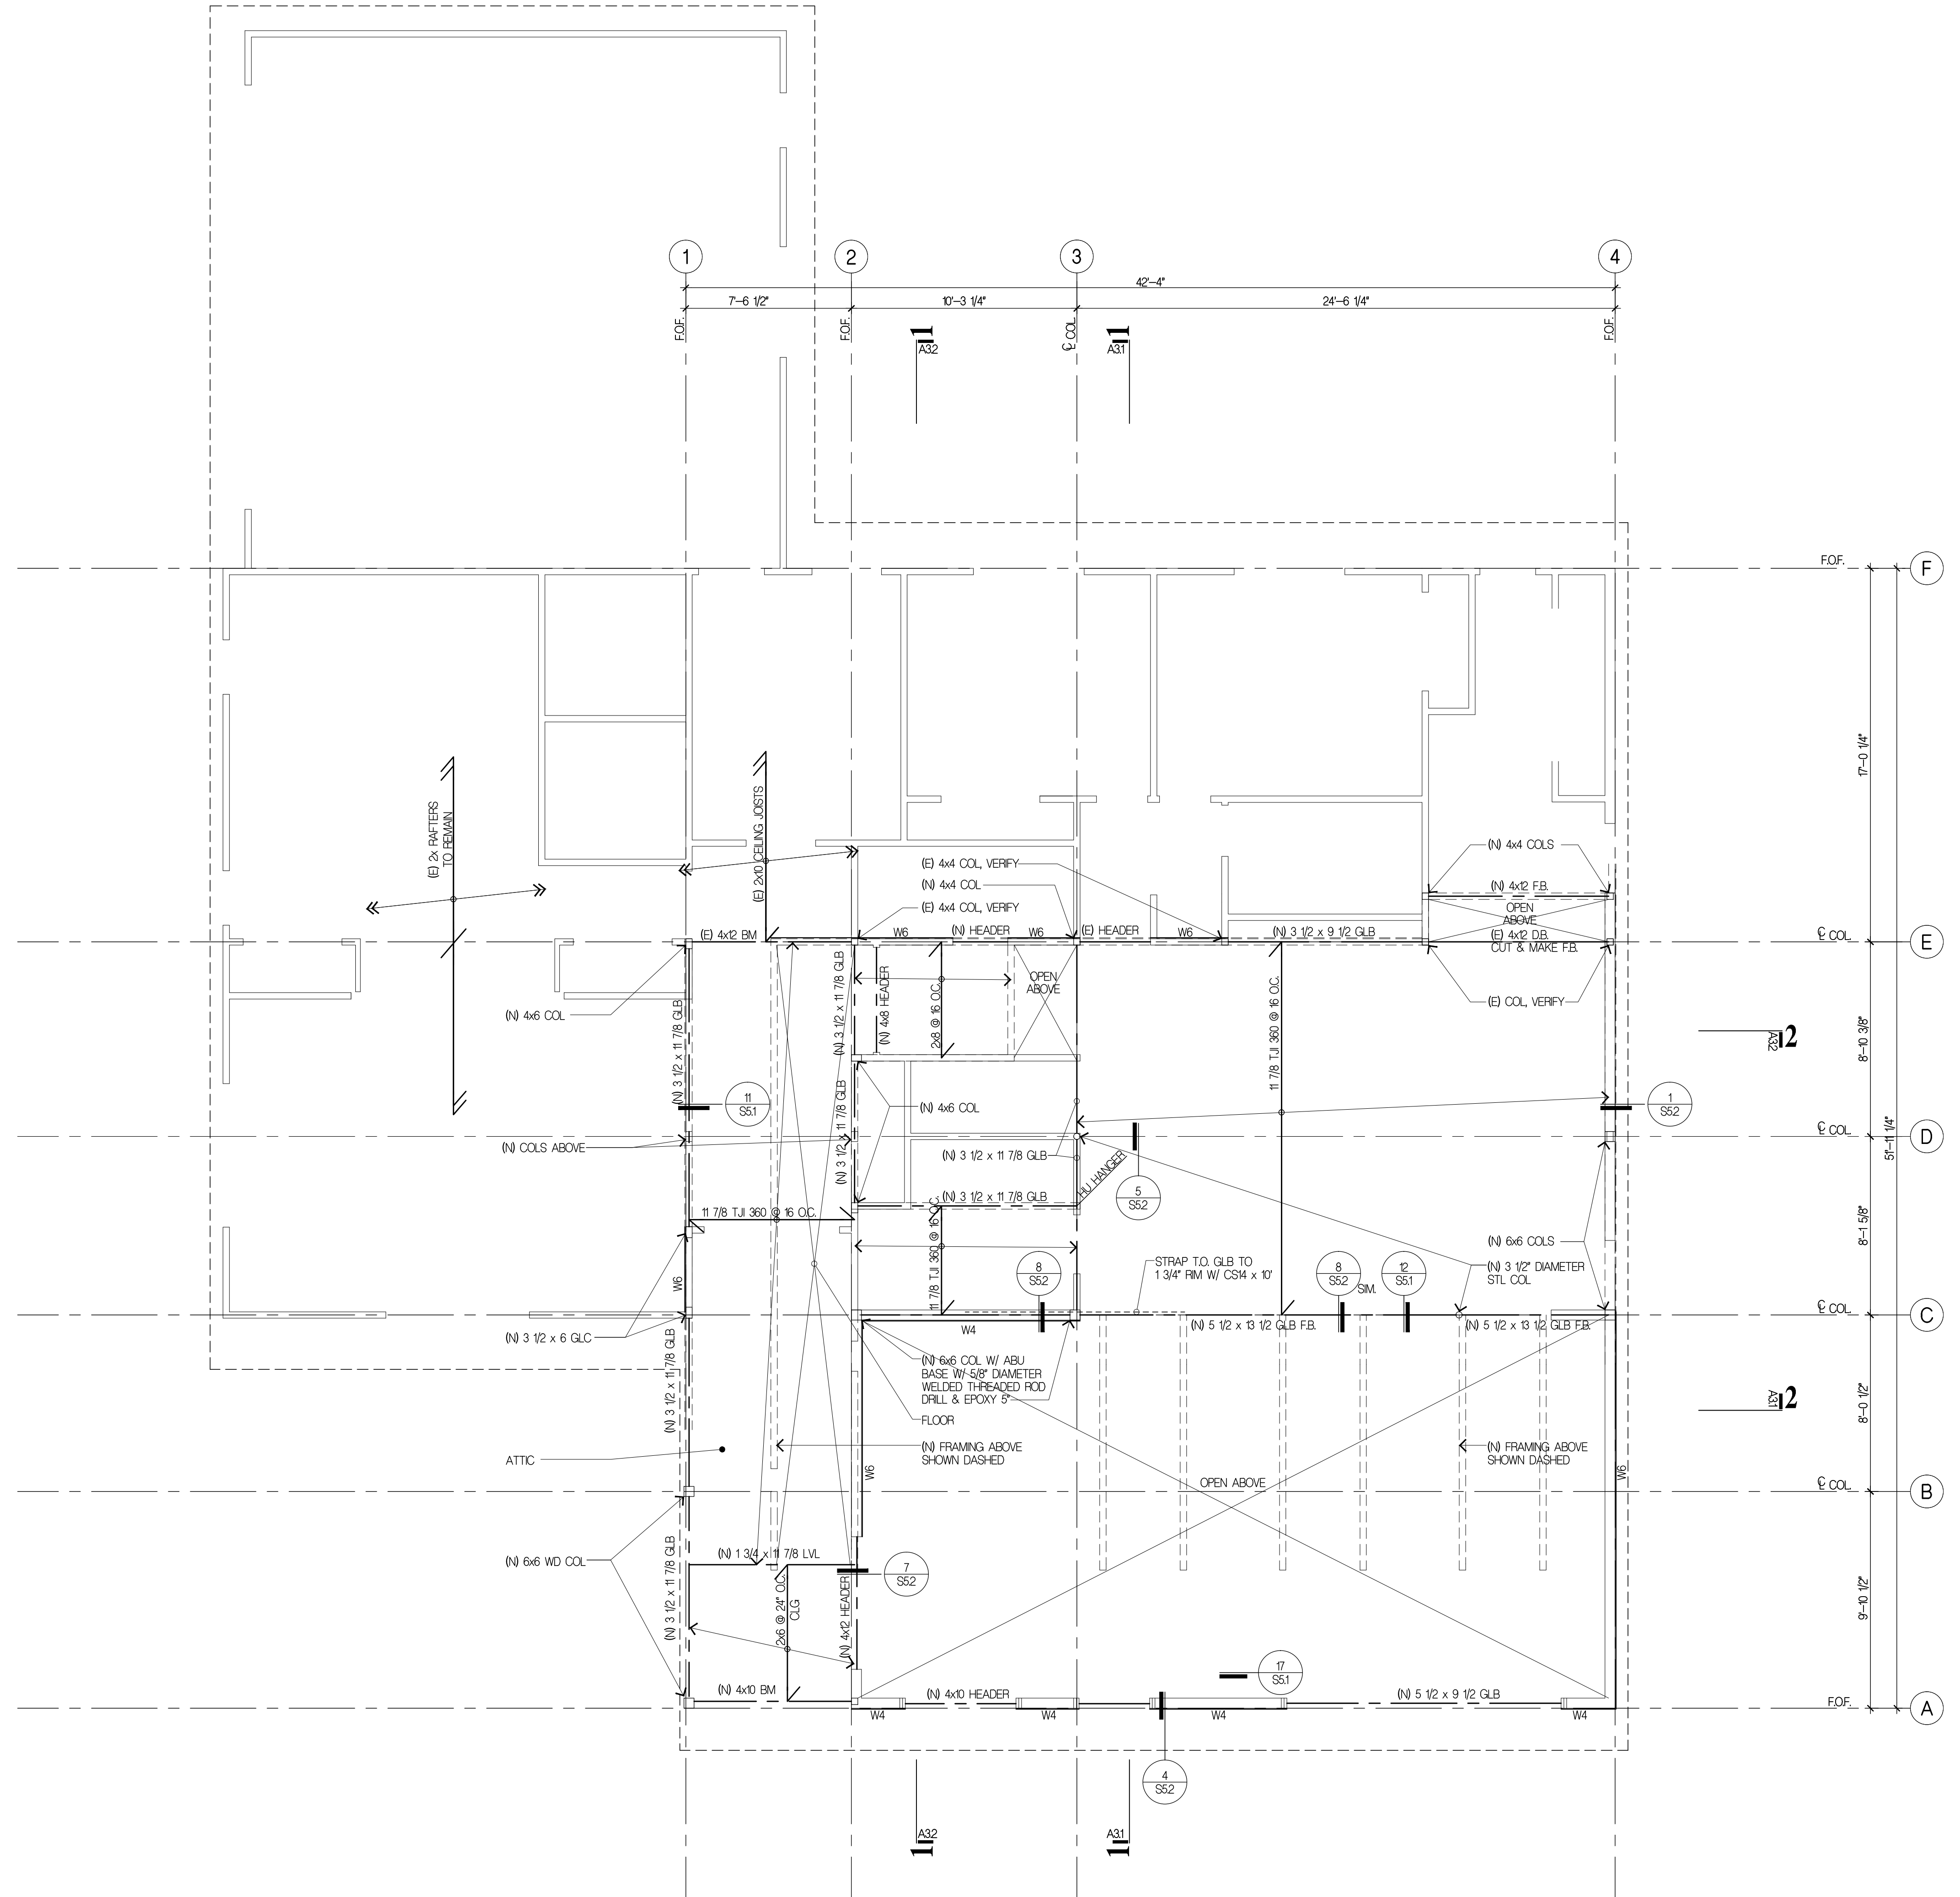 1
2
3
4
42'-4"
7'-6 1/2"
10'-3 1/4"
24'-6 1/4"
F.O.F.
F.O.F.
℄ COL
F.O.F.
1
A3.2
1
A3.1
F.O.F.
F
17'-0 1/4"
(E) 2x RAFTERS
TO REMAIN
(E) 2x10 CEILING JOISTS
(E) 4x4 COL, VERIFY
(N) 4x4 COL
(E) 4x4 COL, VERIFY
(N) 4x4 COLS
(N) 4x12 F.B.
OPEN
ABOVE
(E) 4x12 D.B.
CUT & MAKE F.B.
(E) 4x12 BM
W6
(N) HEADER
W6
(E) HEADER
W6
(N) 3 1/2 x 9 1/2 GLB
℄ COL.
E
OPEN
ABOVE
(E) COL, VERIFY
(N) 4x6 COL
(N) 3 1/2 x 11 7/8 GLB
(N) 3 1/2 x 11 7/8 GLB
(N) 4x8 HEADER
2x8 @ 16 O.C.
11 7/8 TJI 360 @ 16 O.C.
2
A3.2
8'-10 3/8"
11
S5.1
1
S5.2
(N) 4x6 COL
(N) 3 1/2 x 11 7/8 GLB
(N) COLS ABOVE
℄ COL.
D
51'-11 1/4"
(N) 3 1/2 x 11 7/8 GLB
HU HANGER
5
S5.2
(N) 3 1/2 x 11 7/8 GLB
11 7/8 TJI 360 @ 16 O.C.
11 7/8 TJI 360 @ 16 O.C.
8'-1 5/8"
(N) 6x6 COLS
(N) 3 1/2" DIAMETER
STL COL
8
S5.2
STRAP T.O. GLB TO
1 3/4" RIM W/ CS14 x 10'
8
S5.2
SIM.
12
S5.1
W6
℄ COL.
C
(N) 3 1/2 x 6 GLC
W4
(N) 5 1/2 x 13 1/2 GLB F.B.
(N) 5 1/2 x 13 1/2 GLB F.B.
(N) 3 1/2 x 11 7/8 GLB
(N) 6x6 COL W/ ABU
BASE W/ 5/8" DIAMETER
WELDED THREADED ROD
DRILL & EPOXY 5"
FLOOR
2
A3.1
8'-0 1/2"
(N) FRAMING ABOVE
SHOWN DASHED
(N) FRAMING ABOVE
SHOWN DASHED
ATTIC
W6
OPEN ABOVE
W6
℄ COL.
B
(N) 6x6 WD COL
(N) 3 1/2 x 11 7/8 GLB
(N) 1 3/4 x 11 7/8 LVL
7
S5.2
2x6 @ 24" O.C.
CLG
(N) 4x12 HEADER
9'-10 1/2"
17
S5.1
(N) 4x10 BM
(N) 4x10 HEADER
(N) 5 1/2 x 9 1/2 GLB
F.O.F.
A
W4
W4
W4
W4
4
S5.2
A3.2
1
A3.1
1